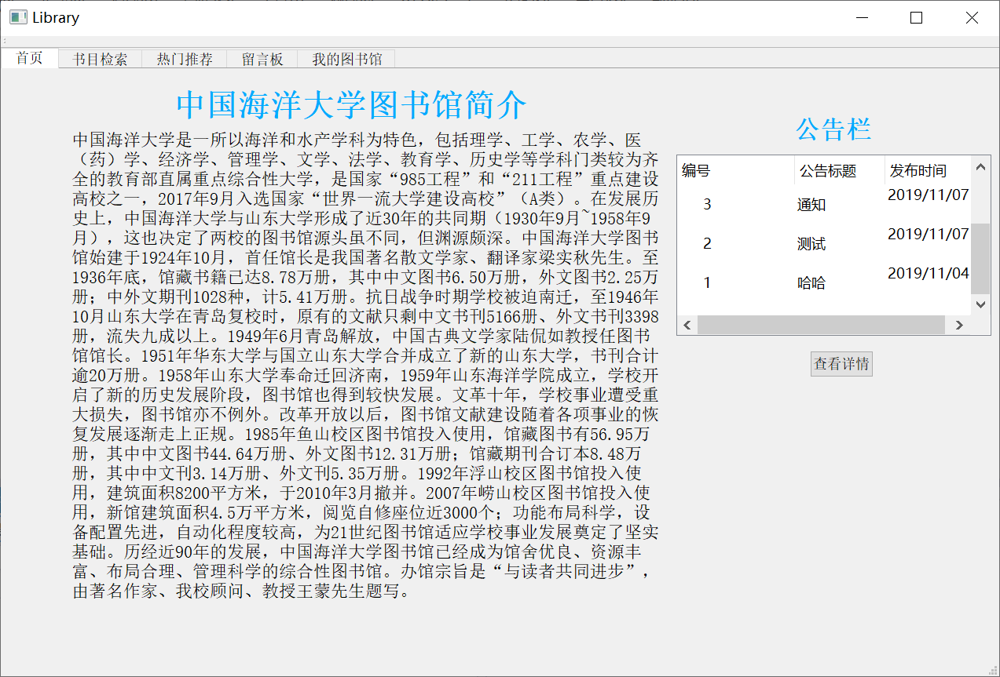 Library
首页 书目检索 热门推荐 留言板 我的图书馆
中国海洋大学图书馆简介
中国海洋大学是一所以海洋和水产学科为特色，包括理学、工学、农学、医
（药）学、经济学、管理学、文学、法学、教育学、历史学等学科门类较为齐
全的教育部直属重点综合性大学，是国家“985工程”和“211工程”重点建设
高校之一，2017年9月入选国家“世界一流大学建设高校”（A类）。在发展历
史上，中国海洋大学与山东大学形成了近30年的共同期（1930年9月~1958年9
月），这也决定了两校的图书馆源头虽不同，但渊源颇深。中国海洋大学图书
馆始建于1924年10月，首任馆长是我国著名散文学家、翻译家梁实秋先生。至
1936年底，馆藏书籍已达8.78万册，其中中文图书6.50万册，外文图书2.25万
册；中外文期刊1028种，计5.41万册。抗日战争时期学校被迫南迁，至1946年
10月山东大学在青岛复校时，原有的文献只剩中文书刊5166册、外文书刊3398
册，流失九成以上。1949年6月青岛解放，中国古典文学家陆侃如教授任图书
馆馆长。1951年华东大学与国立山东大学合并成立了新的山东大学，书刊合计
逾20万册。1958年山东大学奉命迁回济南，1959年山东海洋学院成立，学校开
启了新的历史发展阶段，图书馆也得到较快发展。文革十年，学校事业遭受重
大损失，图书馆亦不例外。改革开放以后，图书馆文献建设随着各项事业的恢
复发展逐渐走上正规。1985年鱼山校区图书馆投入使用，馆藏图书有56.95万
册，其中中文图书44.64万册、外文图书12.31万册；馆藏期刊合订本8.48万
册，其中中文刊3.14万册、外文刊5.35万册。1992年浮山校区图书馆投入使
用，建筑面积8200平方米，于2010年3月撤并。2007年崂山校区图书馆投入使
用，新馆建筑面积4.5万平方米，阅览自修座位近3000个；功能布局科学，设
备配置先进，自动化程度较高，为21世纪图书馆适应学校事业发展奠定了坚实
基础。历经近90年的发展，中国海洋大学图书馆已经成为馆舍优良、资源丰
富、布局合理、管理科学的综合性图书馆。办馆宗旨是“与读者共同进步”，
由著名作家、我校顾问、教授王蒙先生题写。
公告栏
编号 公告标题 发布时间
3 通知 2019/11/07
2 测试 2019/11/07
1 哈哈 2019/11/04
查看详情